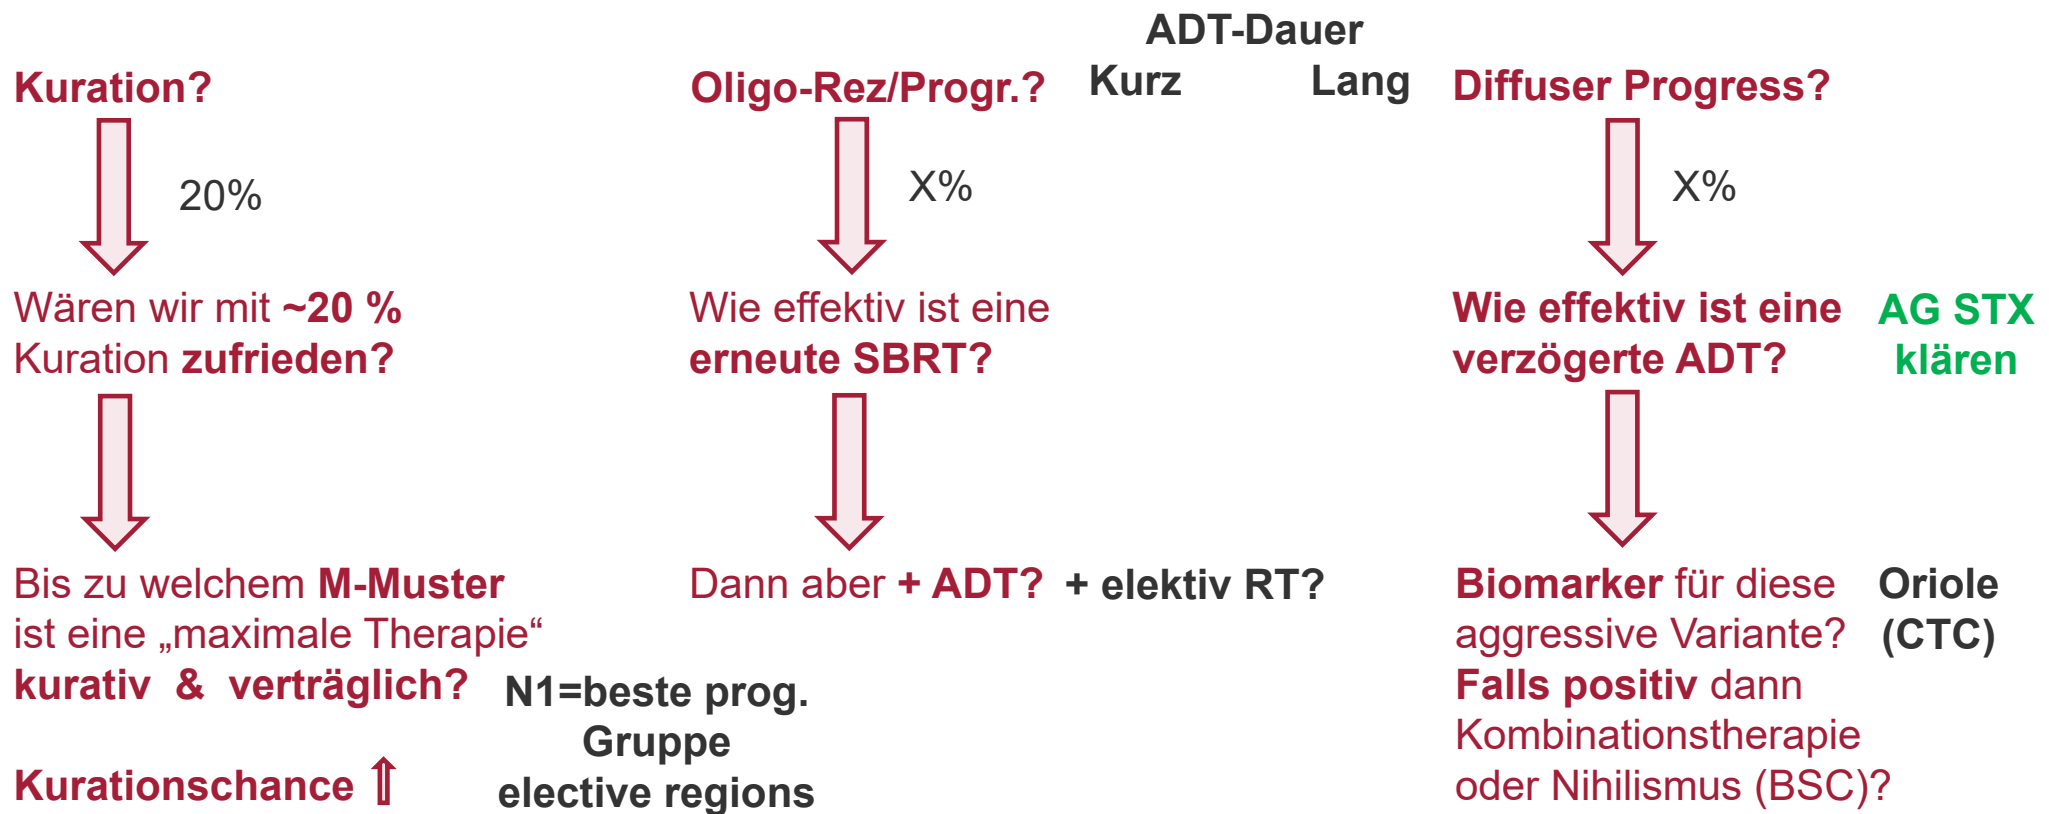 Kuration?
20%
Wären wir mit ~20 %
Kuration zufrieden?
Bis zu welchem M-Muster
ist eine „maximale Therapie“
kurativ & verträglich?
Kurationschance ⇑
N1=beste prog.
Gruppe
elective regions
Oligo-Rez/Progr.?
X%
Wie effektiv ist eine
erneute SBRT?
Dann aber + ADT? + elektiv RT?
ADT-Dauer
Kurz Lang
Diffuser Progress?
X%
Wie effektiv ist eine
verzögerte ADT?
AG STX
klären
Biomarker für diese
aggressive Variante?
Falls positiv dann
Kombinationstherapie
oder Nihilismus (BSC)?
Oriole
(CTC)